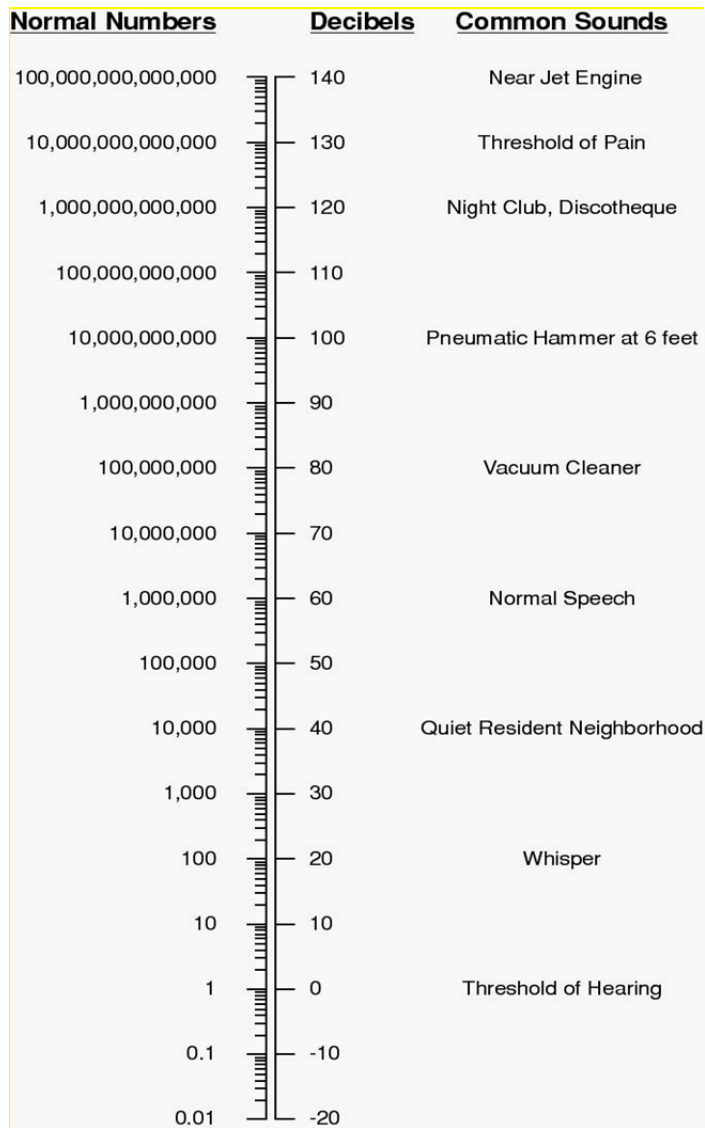 Normal Numbers Decibels Common Sounds
100,000,000,000,000 140 Near Jet Engine
10,000,000,000,000 130 Threshold of Pain
1,000,000,000,000 120 Night Club, Discotheque
100,000,000,000 110
10,000,000,000 100 Pneumatic Hammer at 6 feet
1,000,000,000 90
100,000,000 80 Vacuum Cleaner
10,000,000 70
1,000,000 60 Normal Speech
100,000 50
10,000 40 Quiet Resident Neighborhood
1,000 30
100 20 Whisper
10 10
1 0 Threshold of Hearing
0.1 -10
0.01 -20